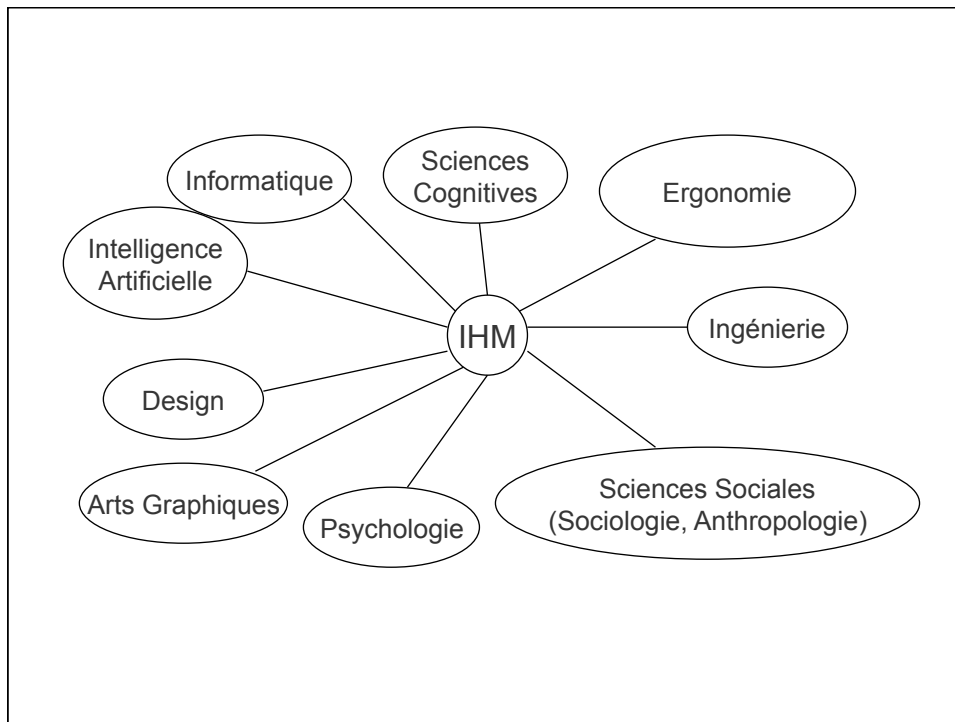 Informatique
Sciences
Cognitives
Ergonomie
Intelligence
Artificielle
IHM
Ingénierie
Design
Arts Graphiques
Psychologie
Sciences Sociales
(Sociologie, Anthropologie)